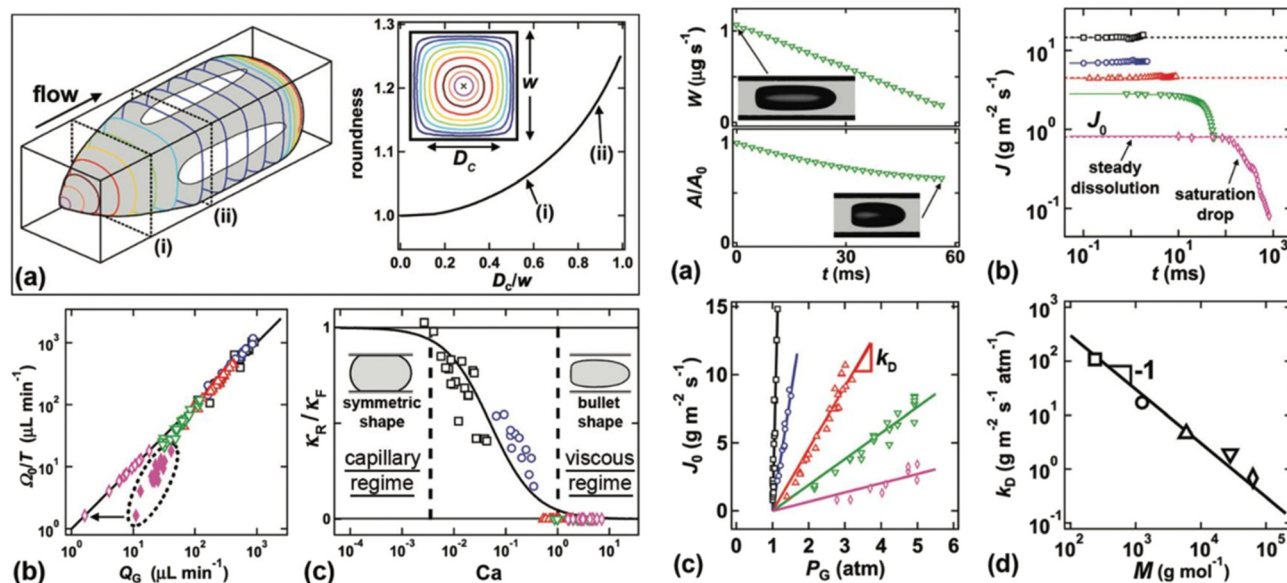 flow
(i)
(ii)
(a)
roundness
1.3
1.2
1.1
1.0
w
D_c
(ii)
(i)
0.0 0.2 0.4 0.6 0.8 1.0
D_c/w
Ω_0/T (μL min⁻¹)
10³
10²
10¹
10⁰
10⁰ 10¹ 10² 10³
Q_G (μL min⁻¹)
(b)
κ_R/κ_F
1
0
symmetric
shape
capillary
regime
bullet
shape
viscous
regime
10⁻⁴ 10⁻³ 10⁻² 10⁻¹ 10⁰ 10¹
Ca
(c)
W (μg s⁻¹)
1
0
A/A_0
1
0
0 30 60
t (ms)
(a)
J (g m⁻² s⁻¹)
10¹
10⁰
10⁻¹
J_0
steady
dissolution
saturation
drop
10⁻¹ 10¹ 10³
t (ms)
(b)
J_0 (g m⁻² s⁻¹)
15
10
5
0
k_D
0 1 2 3 4 5 6
P_G (atm)
(c)
k_D (g m⁻² s⁻¹ atm⁻¹)
10³
10²
10¹
10⁰
10⁻¹
-1
10² 10³ 10⁴ 10⁵
M (g mol⁻¹)
(d)